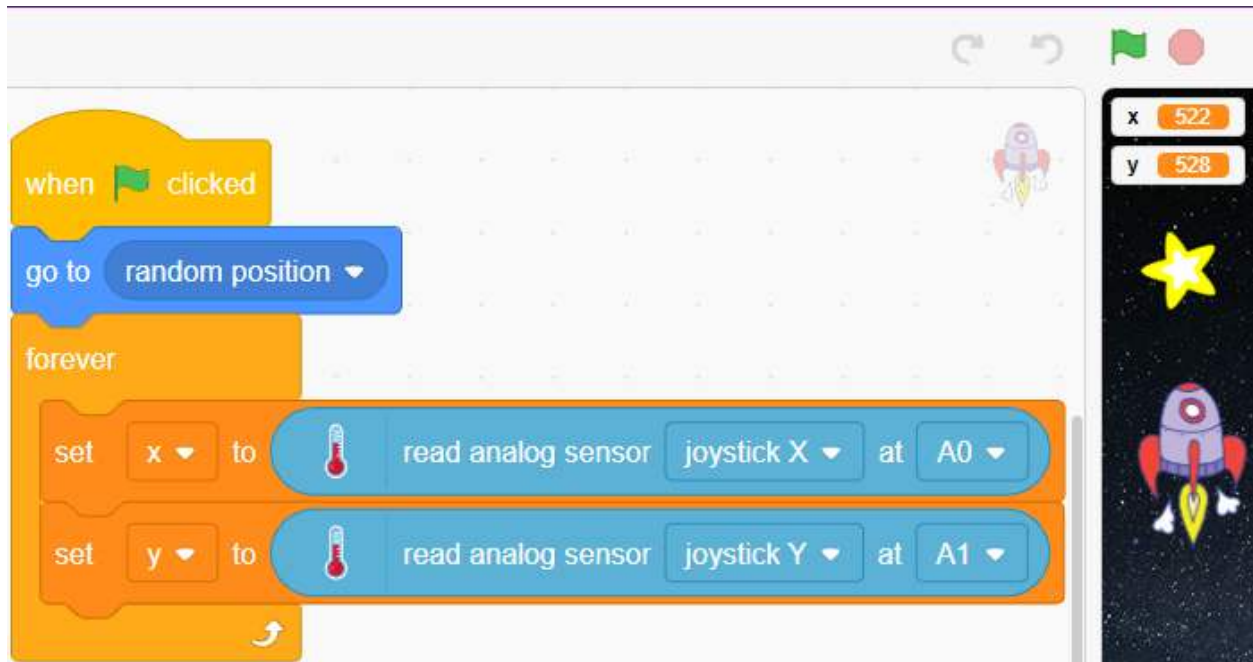 x 522
y 528
when clicked
go to random position
forever
set x to read analog sensor joystick X at A0
set y to read analog sensor joystick Y at A1